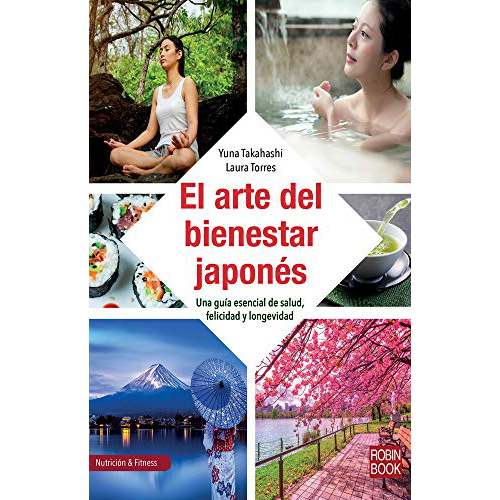 Yuna Takahashi
Laura Torres
El arte del
bienestar
japonés
Una guía esencial de salud,
felicidad y longevidad
Nutrición & Fitness
ROBIN
BOOK